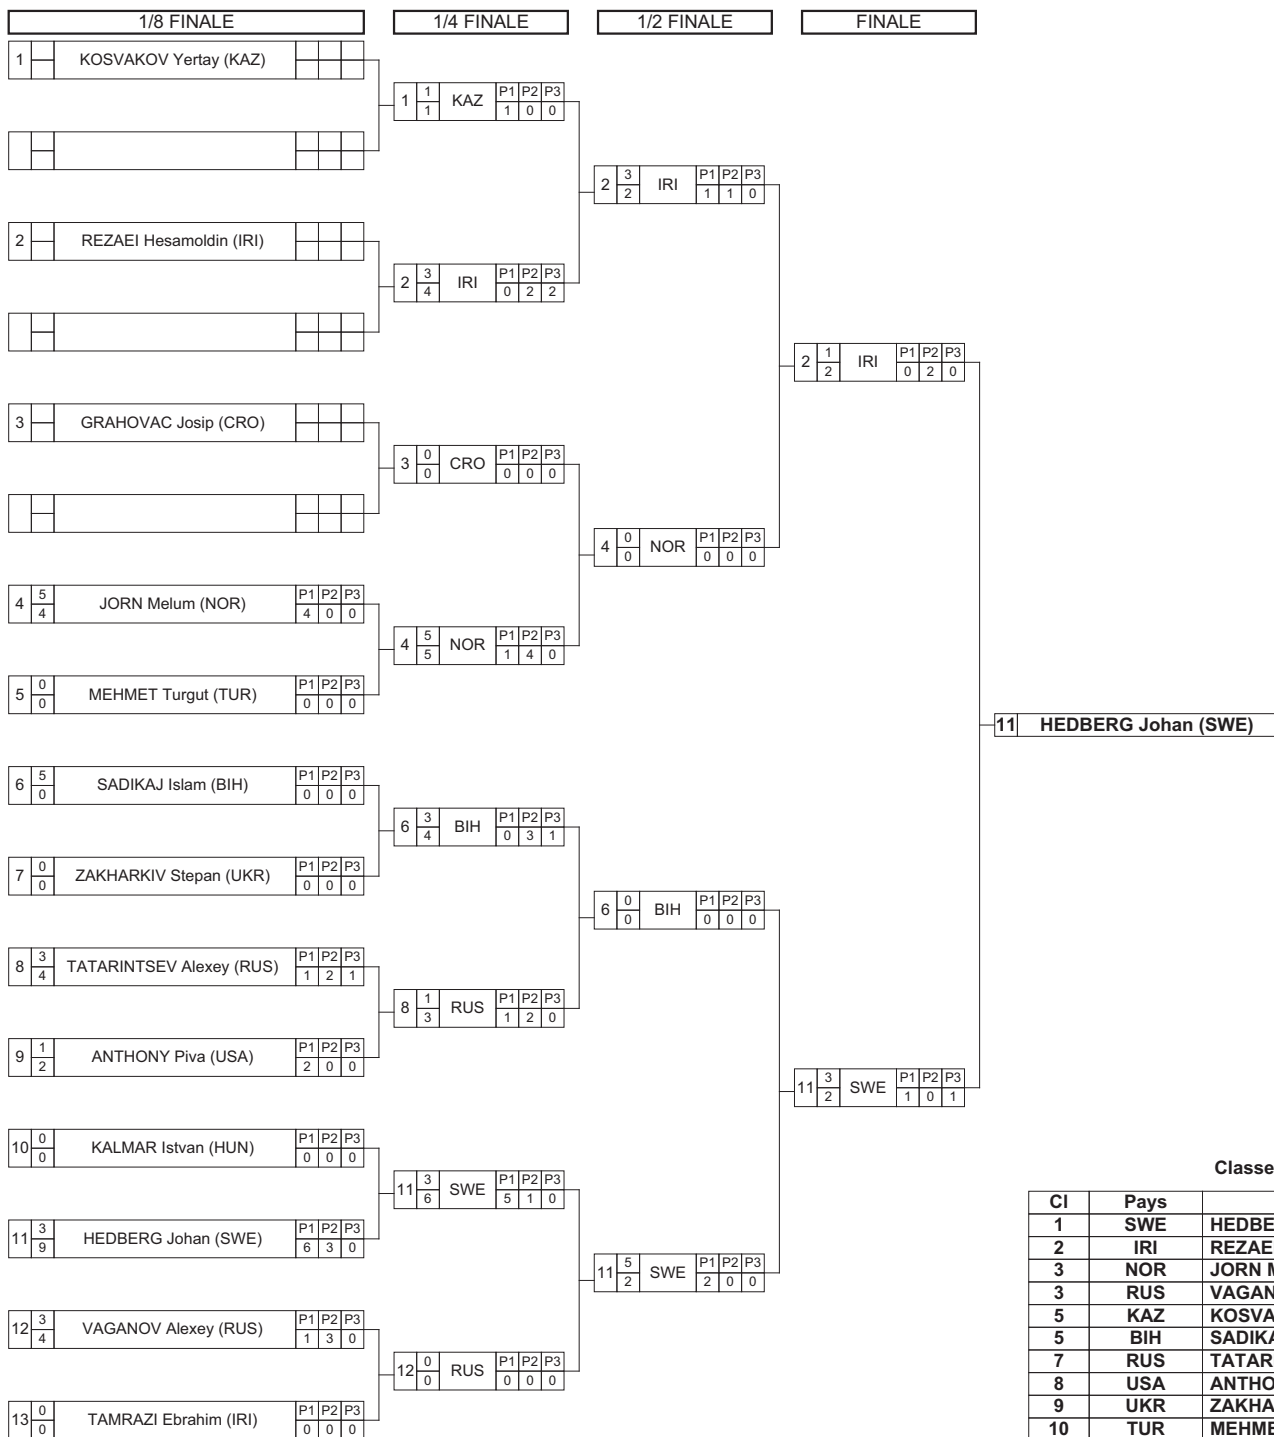 1/8 FINALE 1/4 FINALE 1/2 FINALE FINALE
1 KOSVAKOV Yertay (KAZ)
1 1 1 KAZ P1 P2 P3 1 0 0
2 3 2 IRI P1 P2 P3 1 1 0
2 REZAEI Hesamoldin (IRI)
2 3 4 IRI P1 P2 P3 0 2 2
2 1 2 IRI P1 P2 P3 0 2 0
3 GRAHOVAC Josip (CRO)
3 0 0 CRO P1 P2 P3 0 0 0
4 0 0 NOR P1 P2 P3 0 0 0
4 5 4 JORN Melum (NOR) P1 P2 P3 4 0 0
4 5 5 NOR P1 P2 P3 1 4 0
5 0 0 MEHMET Turgut (TUR) P1 P2 P3 0 0 0
11 HEDBERG Johan (SWE)
6 5 0 SADIKAJ Islam (BIH) P1 P2 P3 0 0 0
6 3 4 BIH P1 P2 P3 0 3 1
7 0 0 ZAKHARKIV Stepan (UKR) P1 P2 P3 0 0 0
6 0 0 BIH P1 P2 P3 0 0 0
8 3 4 TATARINTSEV Alexey (RUS) P1 P2 P3 1 2 1
8 1 3 RUS P1 P2 P3 1 2 0
9 1 2 ANTHONY Piva (USA) P1 P2 P3 2 0 0
11 3 2 SWE P1 P2 P3 1 0 1
10 0 0 KALMAR Istvan (HUN) P1 P2 P3 0 0 0
11 3 6 SWE P1 P2 P3 5 1 0
11 3 9 HEDBERG Johan (SWE) P1 P2 P3 6 3 0
11 5 2 SWE P1 P2 P3 2 0 0
12 3 4 VAGANOV Alexey (RUS) P1 P2 P3 1 3 0
12 0 0 RUS P1 P2 P3 0 0 0
13 0 0 TAMRAZI Ebrahim (IRI) P1 P2 P3 0 0 0
Classe
Cl Pays
1 SWE HEDBE
2 IRI REZAE
3 NOR JORN M
3 RUS VAGAN
5 KAZ KOSVA
5 BIH SADIKA
7 RUS TATAR
8 USA ANTHO
9 UKR ZAKHA
10 TUR MEHME